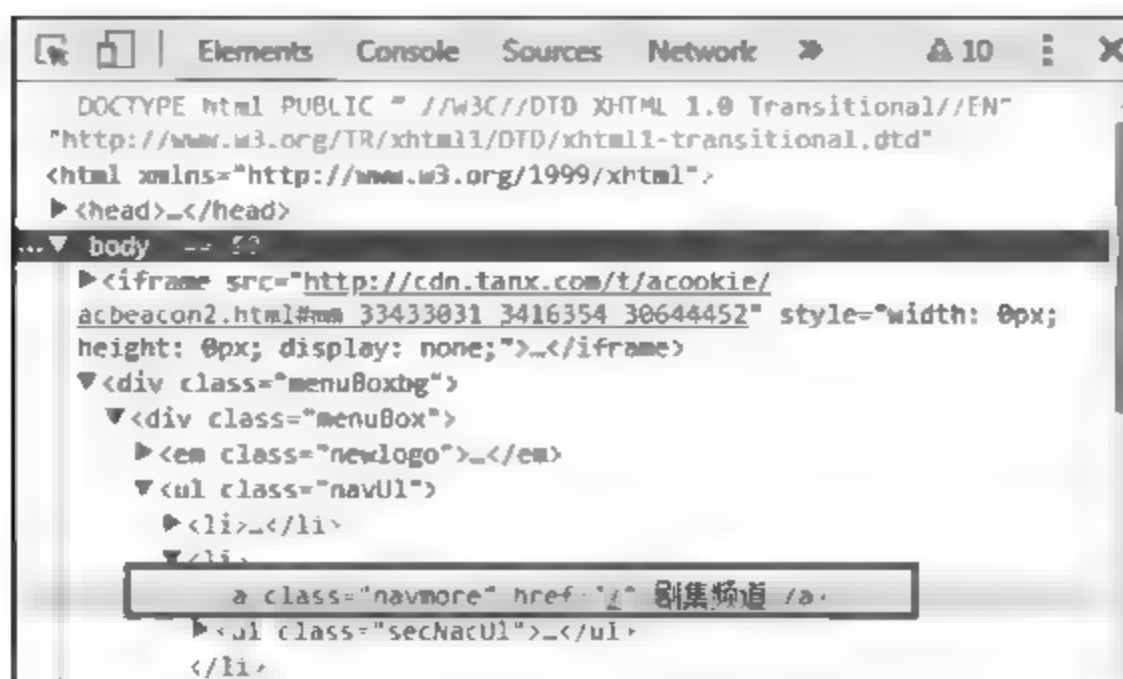 Elements Console Sources Network » 10
DOCTYPE html PUBLIC " //W3C//DTD XHTML 1.0 Transitional//EN"
"http://www.w3.org/TR/xhtml1/DTD/xhtml1-transitional.dtd"
<html xmlns="http://www.w3.org/1999/xhtml">
▶<head>…</head>
…▼ body == $0
▶<iframe src="http://cdn.tanx.com/t/acookie/
acbeacon2.html#mm_33433031_3416354_30644452" style="width: 0px;
height: 0px; display: none;">…</iframe>
▼<div class="menuBoxbg">
▼<div class="menuBox">
▶<em class="newlogo">…</em>
▼<ul class="navUl">
▶<li>…</li>
▼<li>
a class="navmore" href="/" 剧集频道 /a>
▶<ul class="secNacUl">…</ul>
</li>